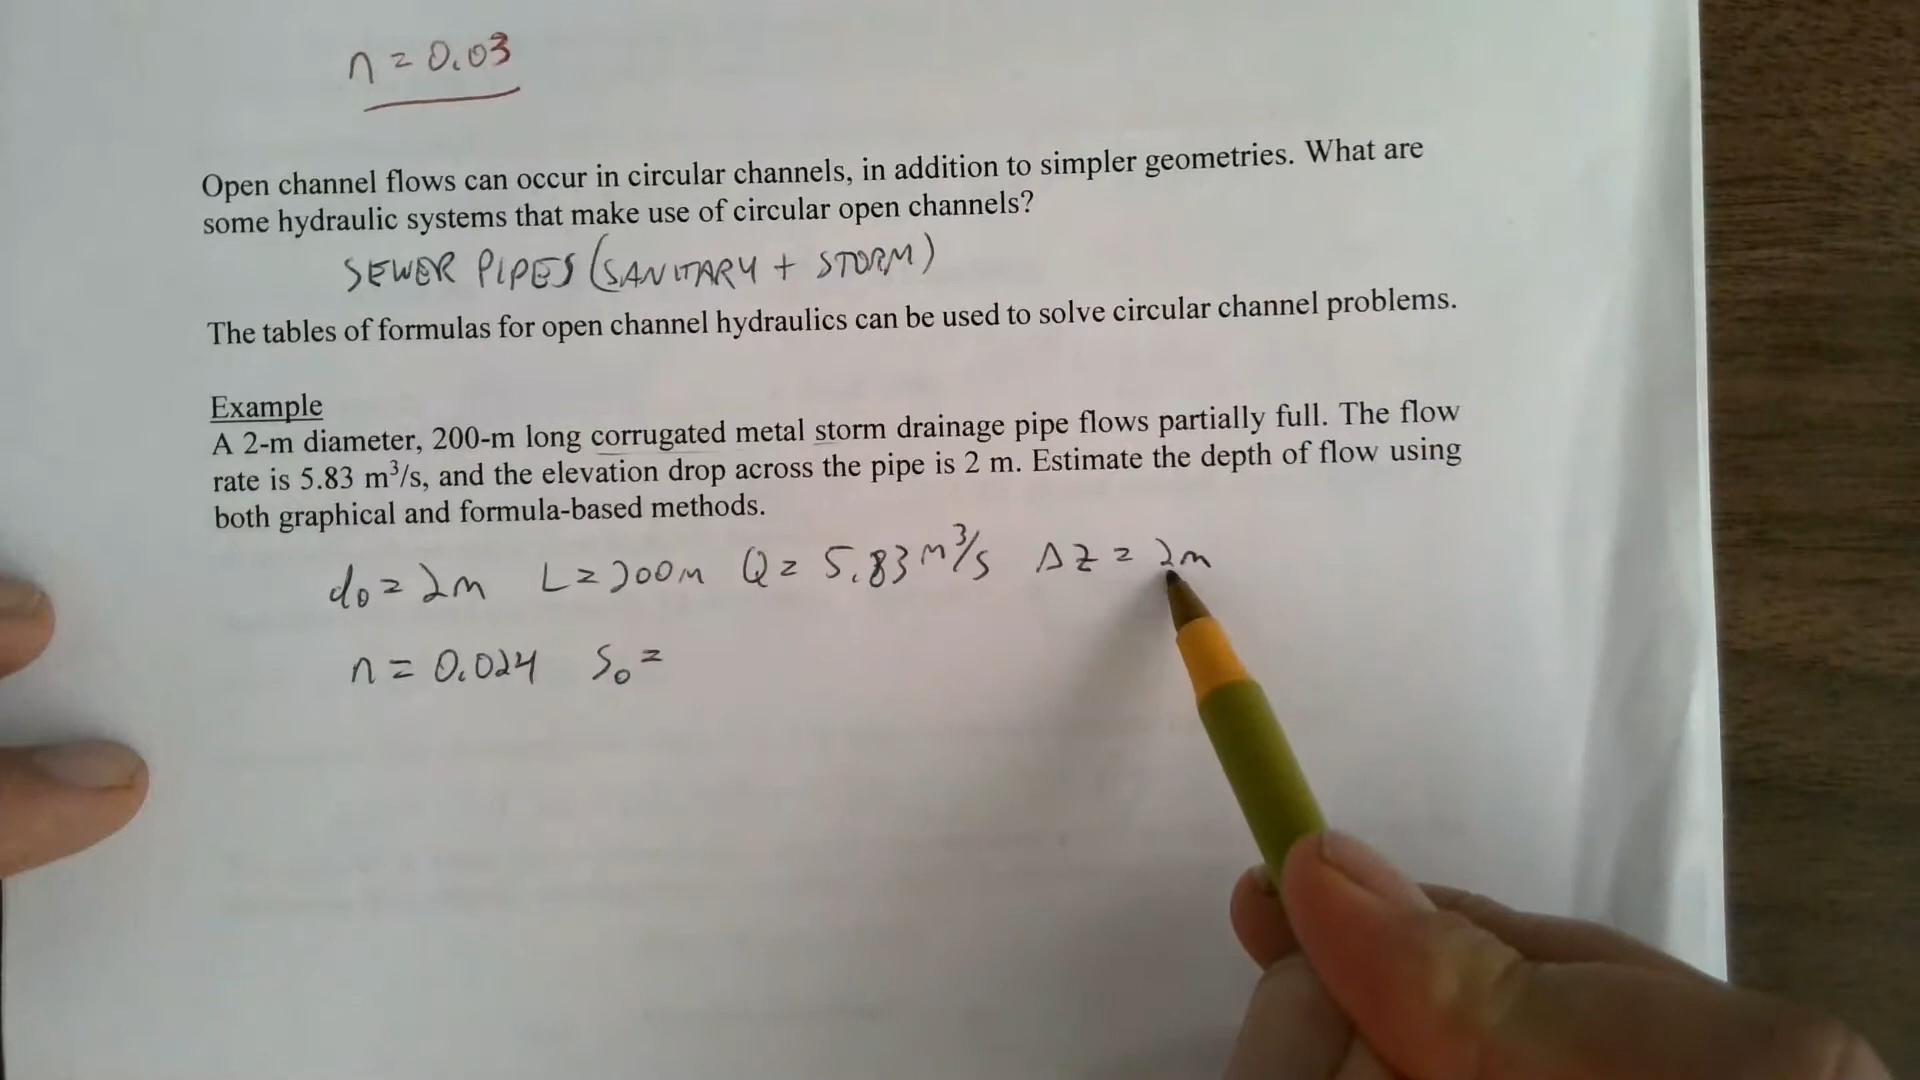 n = 0.03
Open channel flows can occur in circular channels, in addition to simpler geometries. What are
some hydraulic systems that make use of circular open channels?
SEWER PIPES (SANITARY + STORM)
The tables of formulas for open channel hydraulics can be used to solve circular channel problems.
Example
A 2-m diameter, 200-m long corrugated metal storm drainage pipe flows partially full. The flow
rate is 5.83 m³/s, and the elevation drop across the pipe is 2 m. Estimate the depth of flow using
both graphical and formula-based methods.
d₀ = 2m L = 200m Q = 5.83 m³/s Δz = 2m
n = 0.024 S₀ =